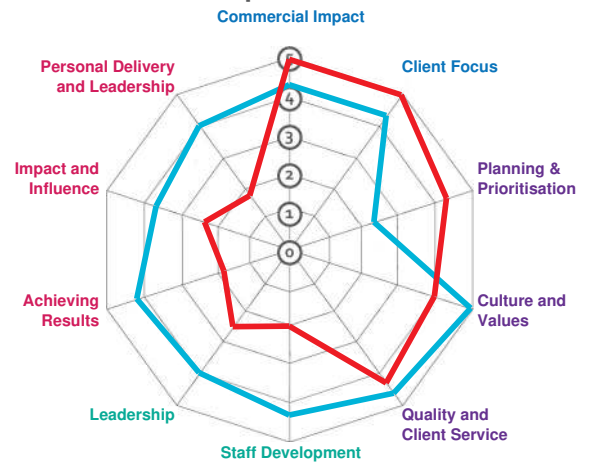 Commercial Impact
Personal Delivery
and Leadership
Client Focus
5
4
3
2
1
0
Impact and
Influence
Planning &
Prioritisation
Achieving
Results
Culture and
Values
Leadership
Quality and
Client Service
Staff Development